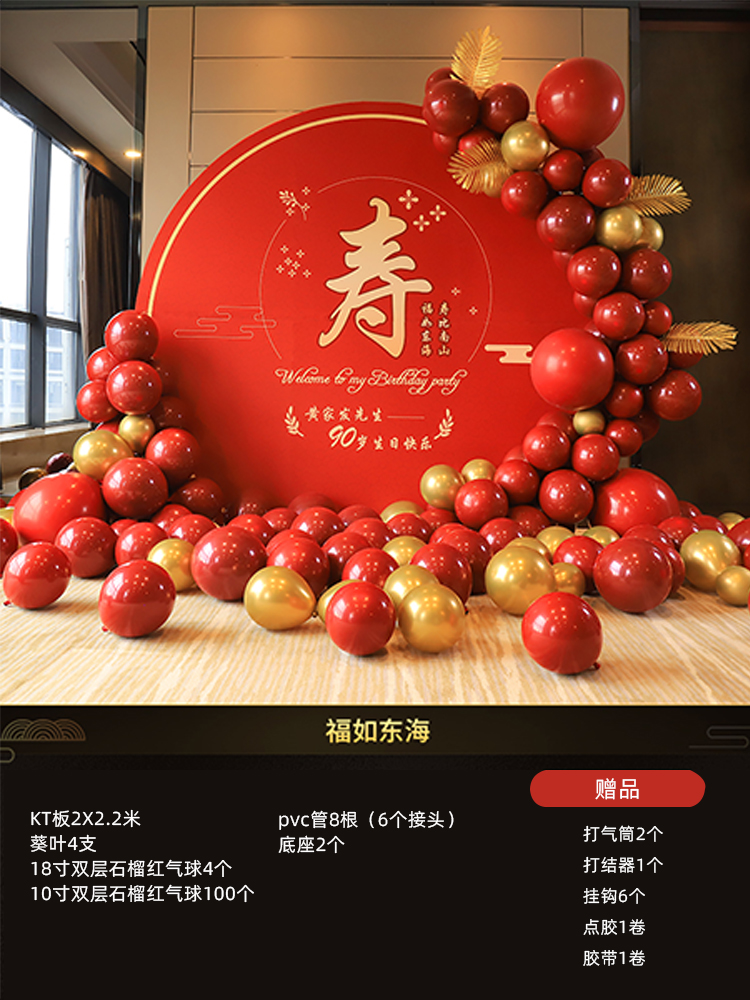 寿
寿比南山
福如东海
Welcome to my Birthday party
黄家发先生
90岁生日快乐
福如东海
KT板2X2.2米
葵叶4支
18寸双层石榴红气球4个
10寸双层石榴红气球100个
pvc管8根（6个接头）
底座2个
赠品
打气筒2个
打结器1个
挂钩6个
点胶1卷
胶带1卷